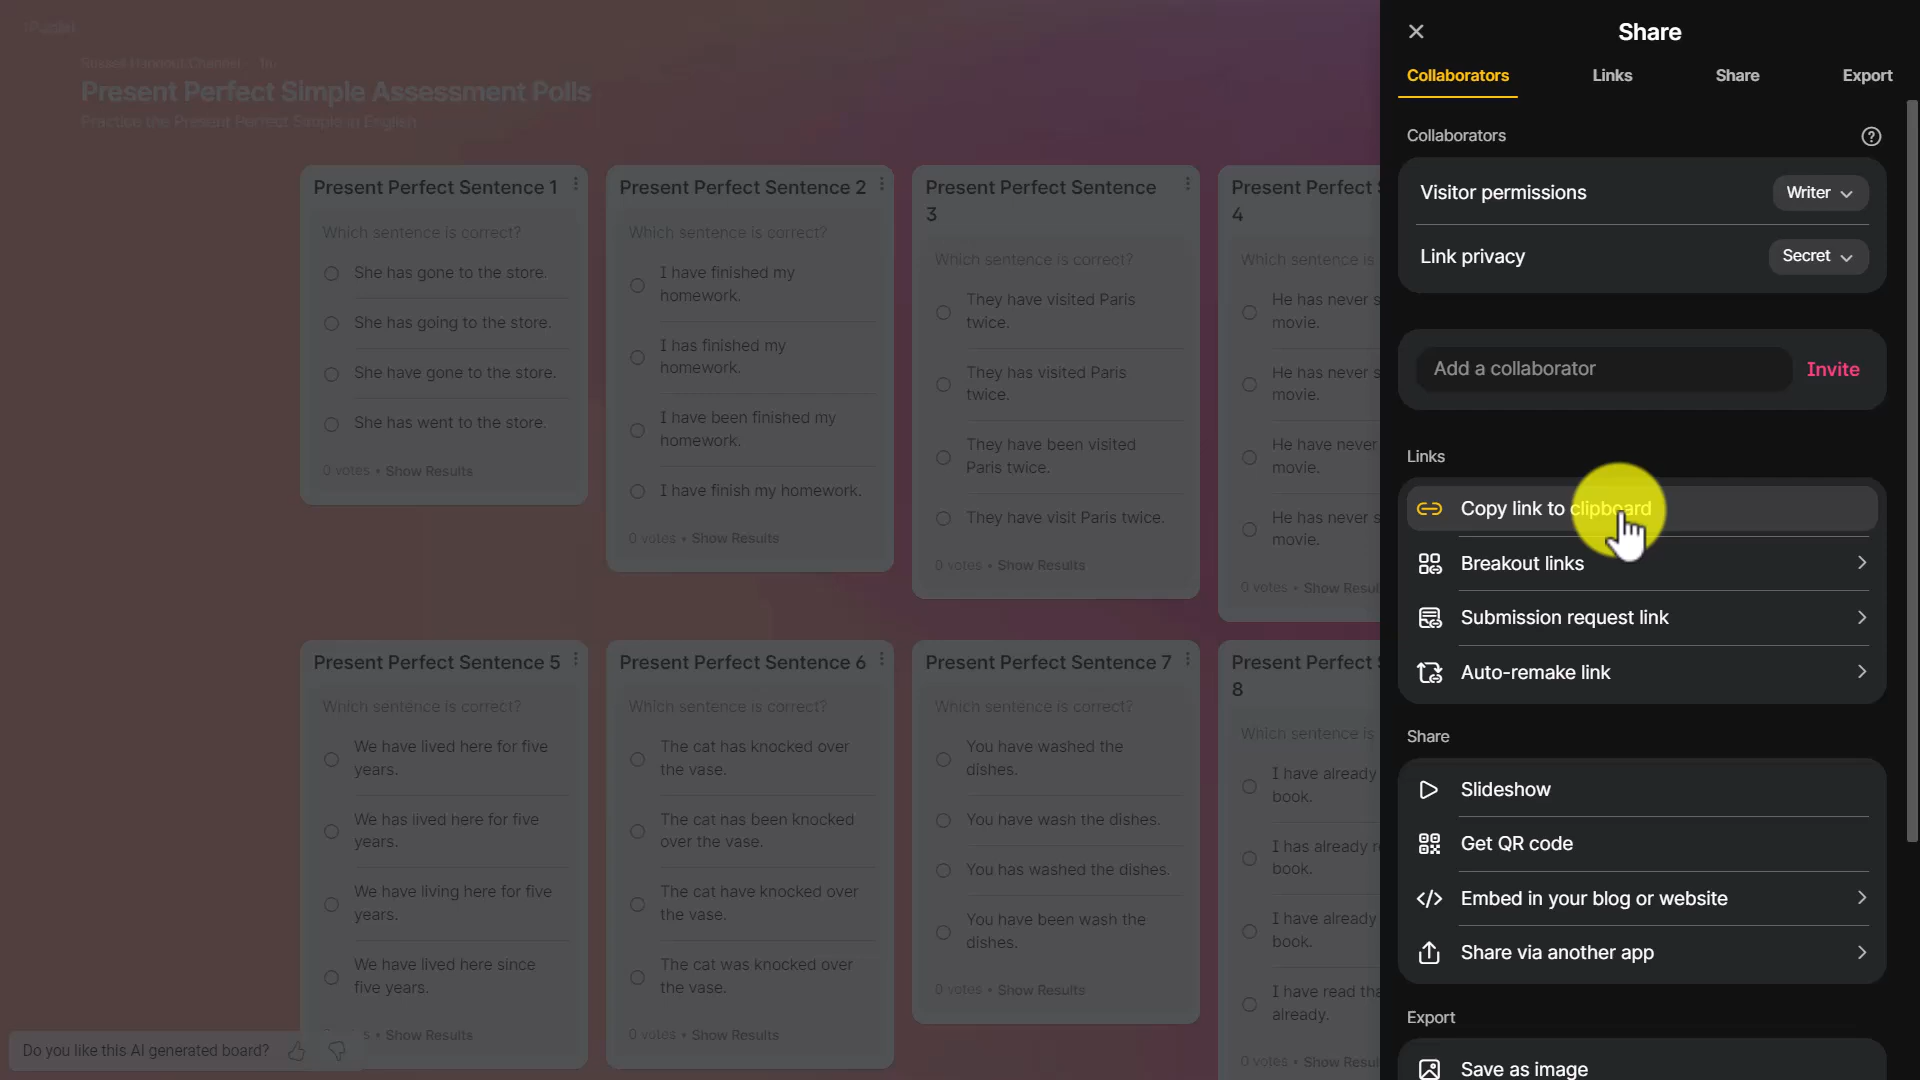 Padlet
Russell Hannout Channel · 1m
Present Perfect Simple Assessment Polls
Practice the Present Perfect Simple in English
Present Perfect Sentence 1
Which sentence is correct?
She has gone to the store.
She has going to the store.
She have gone to the store.
She has went to the store.
0 votes • Show Results
Present Perfect Sentence 2
Which sentence is correct?
I have finished my
homework.
I has finished my
homework.
I have been finished my
homework.
I have finish my homework.
0 votes • Show Results
Present Perfect Sentence
3
Which sentence is correct?
They have visited Paris
twice.
They has visited Paris
twice.
They have been visited
Paris twice.
They have visit Paris twice.
0 votes • Show Results
Present Perfect S
4
Which sentence is
He has never s
movie.
He has never s
movie.
He have never
movie.
He has never s
movie.
0 votes • Show Resul
Present Perfect Sentence 5
Which sentence is correct?
We have lived here for five
years.
We has lived here for five
years.
We have living here for five
years.
We have lived here since
five years.
s • Show Results
Present Perfect Sentence 6
Which sentence is correct?
The cat has knocked over
the vase.
The cat has been knocked
over the vase.
The cat have knocked over
the vase.
The cat was knocked over
the vase.
0 votes • Show Results
Present Perfect Sentence 7
Which sentence is correct?
You have washed the
dishes.
You have wash the dishes.
You has washed the dishes.
You have been wash the
dishes.
0 votes • Show Results
Present Perfect S
8
Which sentence is
I have already
book.
I has already r
book.
I have already
book.
I have read tha
already.
0 votes • Show Resul
Do you like this AI generated board?
Share
Collaborators
Links
Share
Export
Collaborators
Visitor permissions
Writer
Link privacy
Secret
Add a collaborator
Invite
Links
Copy link to clipboard
Breakout links
Submission request link
Auto-remake link
Share
Slideshow
Get QR code
Embed in your blog or website
Share via another app
Export
Save as image